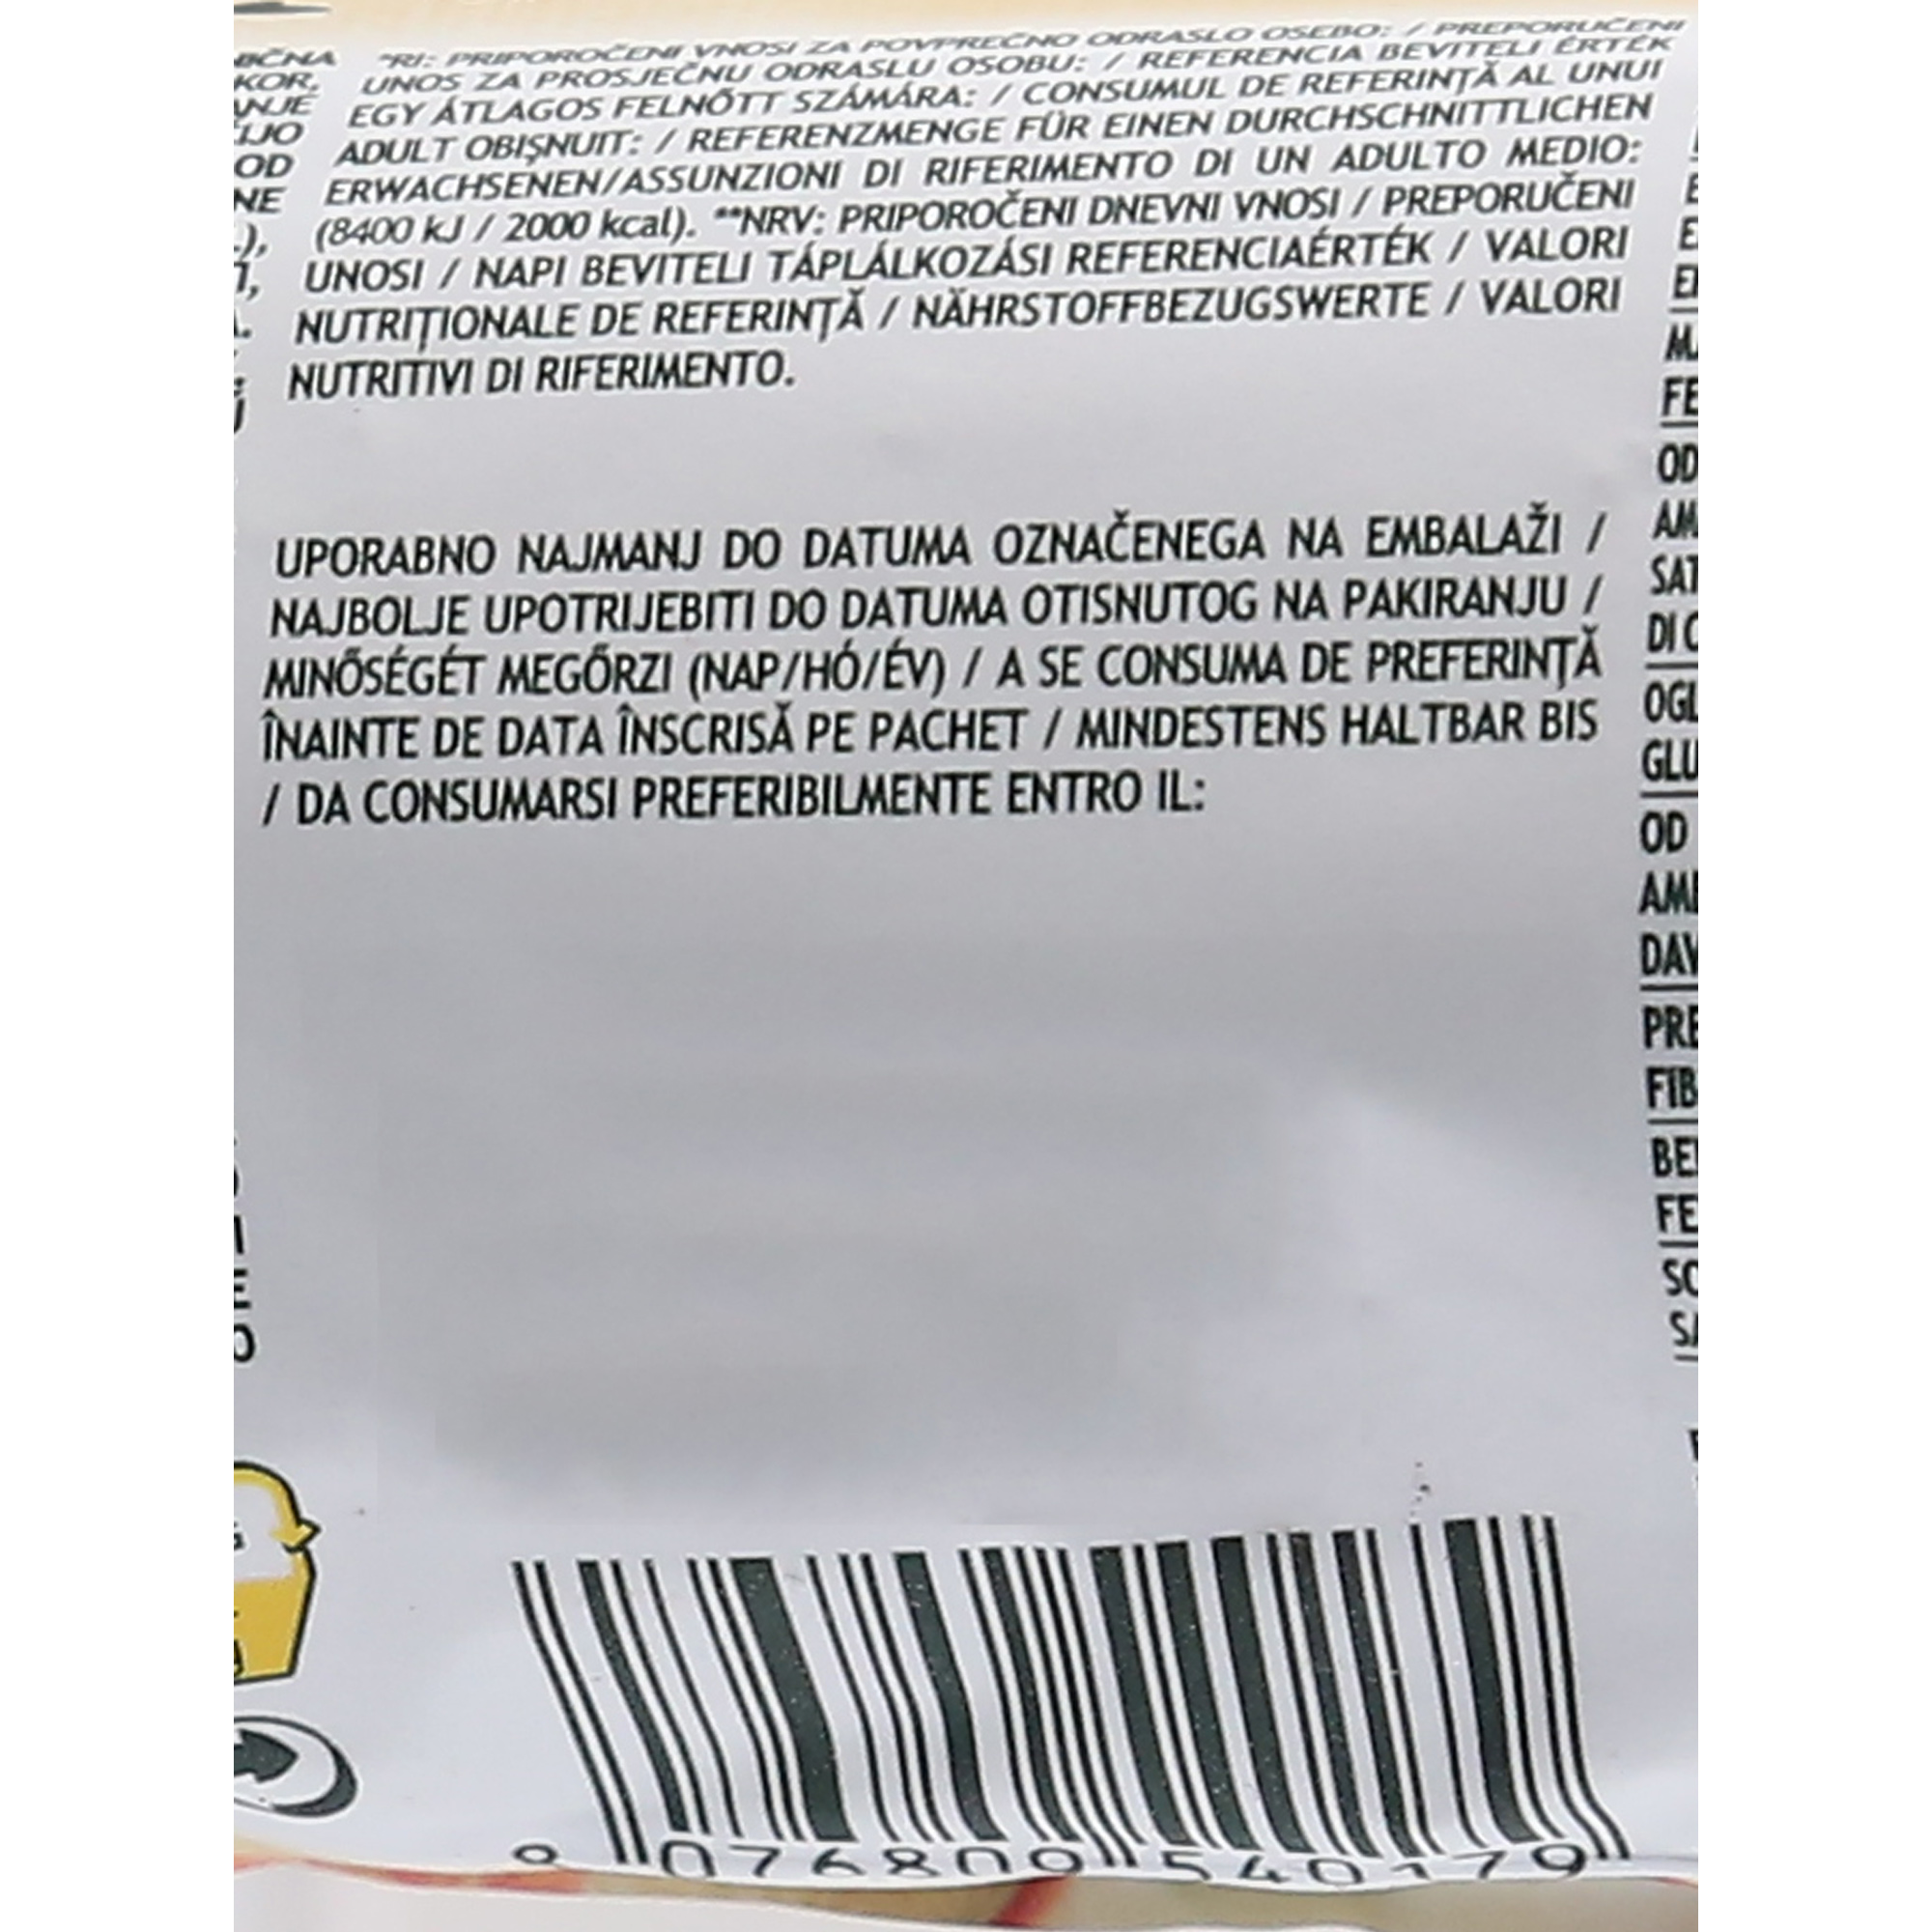 *RI: PRIPOROČENI VNOSI ZA POVPREČNO ODRASLO OSEBO: / PREPORUČENI
UNOS ZA PROSJEČNU ODRASLU OSOBU: / REFERENCIA BEVITELI ÉRTÉK
EGY ÁTLAGOS FELNŐTT SZÁMÁRA: / CONSUMUL DE REFERINȚĂ AL UNUI
ADULT OBIȘNUIT: / REFERENZMENGE FÜR EINEN DURCHSCHNITTLICHEN
ERWACHSENEN/ASSUNZIONI DI RIFERIMENTO DI UN ADULTO MEDIO:
(8400 kJ / 2000 kcal). **NRV: PRIPOROČENI DNEVNI VNOSI / PREPORUČENI
UNOSI / NAPI BEVITELI TÁPLÁLKOZÁSI REFERENCIAÉRTÉK / VALORI
NUTRIȚIONALE DE REFERINȚĂ / NÄHRSTOFFBEZUGSWERTE / VALORI
NUTRITIVI DI RIFERIMENTO.
UPORABNO NAJMANJ DO DATUMA OZNAČENEGA NA EMBALAŽI /
NAJBOLJE UPOTRIJEBITI DO DATUMA OTISNUTOG NA PAKIRANJU /
MINŐSÉGÉT MEGŐRZI (NAP/HÓ/ÉV) / A SE CONSUMA DE PREFERINȚĂ
ÎNAINTE DE DATA ÎNSCRISĂ PE PACHET / MINDESTENS HALTBAR BIS
/ DA CONSUMARSI PREFERIBILMENTE ENTRO IL:
8 076809 540179